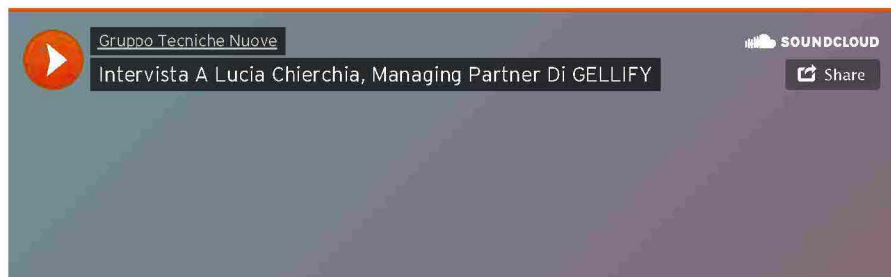 Gruppo Tecniche Nuove
SOUNDCLOUD
Intervista A Lucia Chierchia, Managing Partner Di GELLIFY
Share